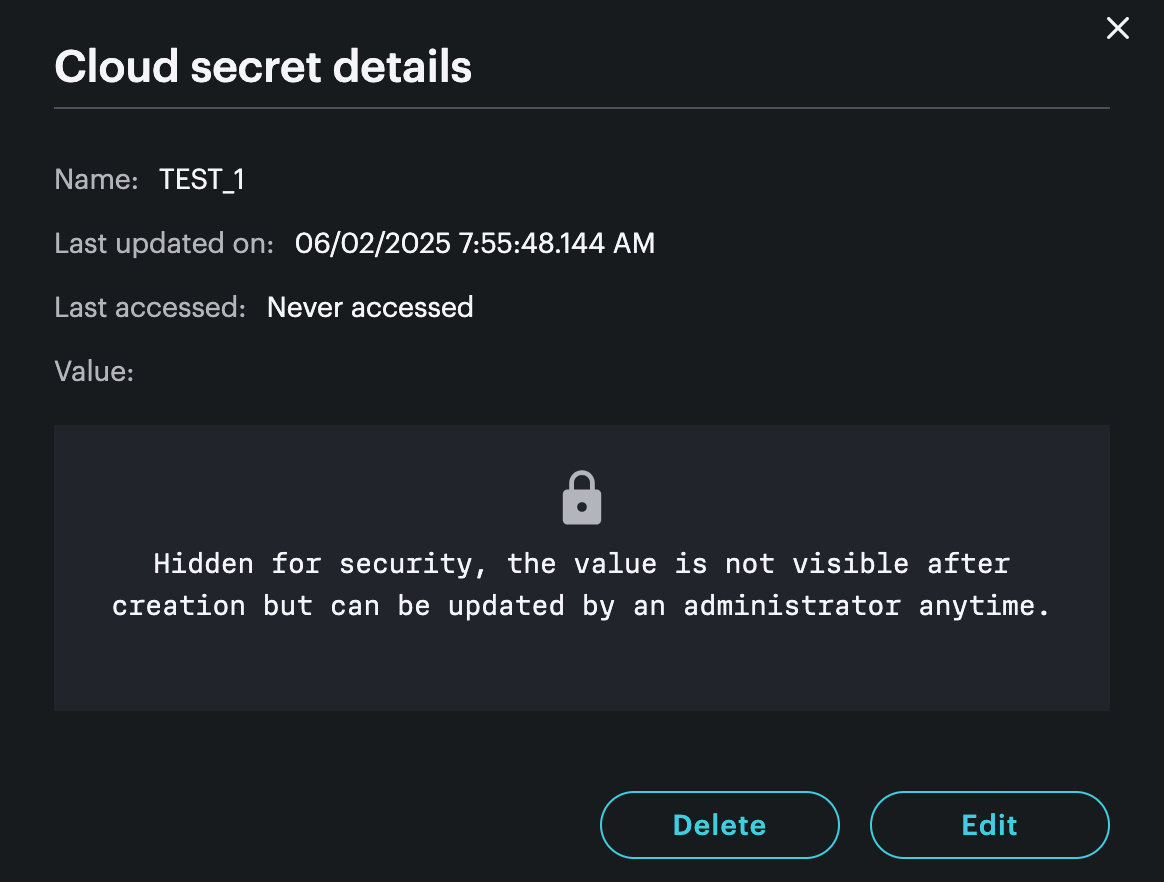 Cloud secret details
Name: TEST_1
Last updated on: 06/02/2025 7:55:48.144 AM
Last accessed: Never accessed
Value:
Hidden for security, the value is not visible after
creation but can be updated by an administrator anytime.
Delete Edit